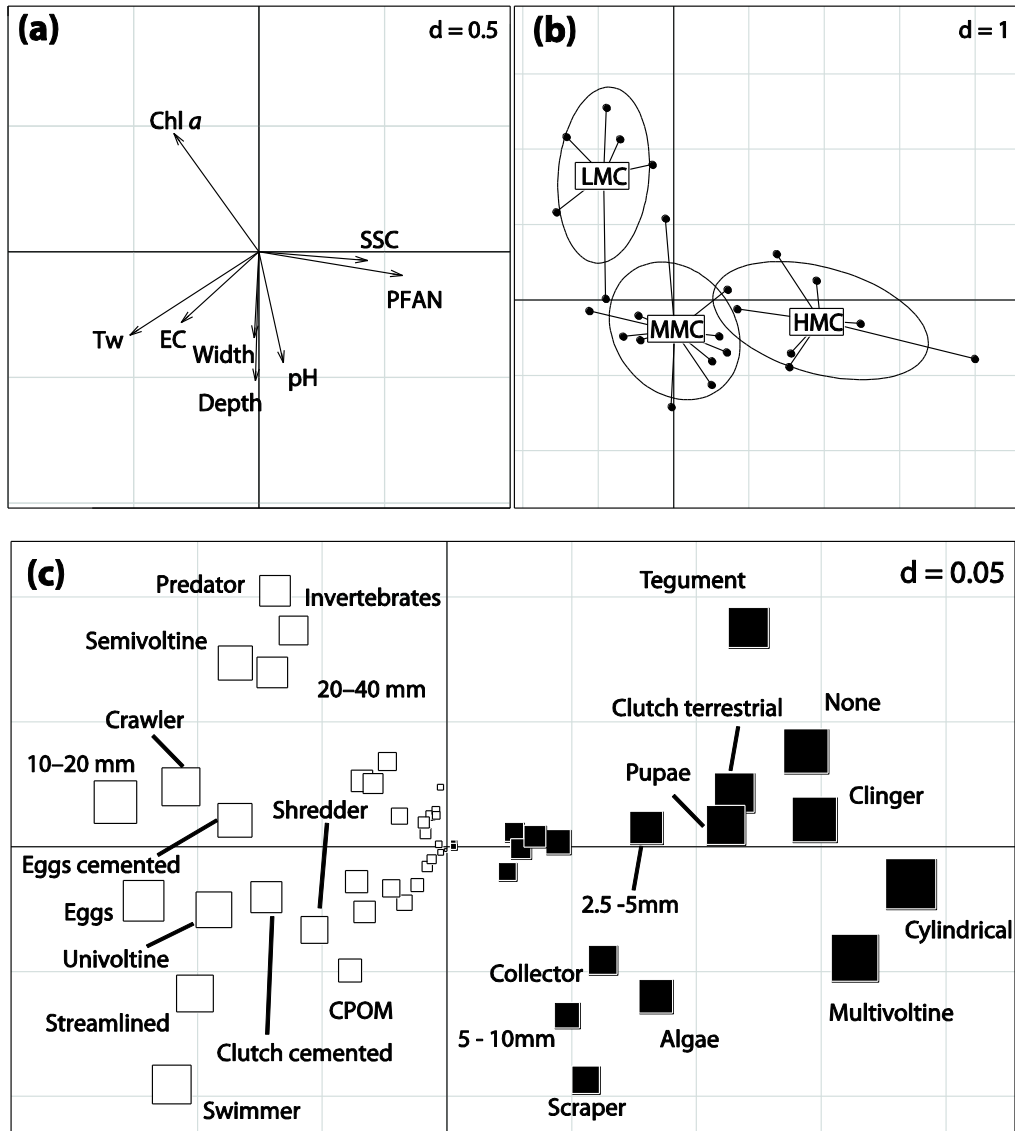 (a)
d = 0.5
Chl a
SSC
PFAN
Tw
EC
Width
pH
Depth
(b)
d = 1
LMC
MMC
HMC
(c)
d = 0.05
Predator
Invertebrates
Semivoltine
20–40 mm
Crawler
10–20 mm
Shredder
Eggs cemented
Eggs
Univoltine
Streamlined
CPOM
Clutch cemented
Swimmer
Tegument
None
Clutch terrestrial
Pupae
Clinger
2.5 -5mm
Cylindrical
Collector
Multivoltine
5 - 10mm
Algae
Scraper